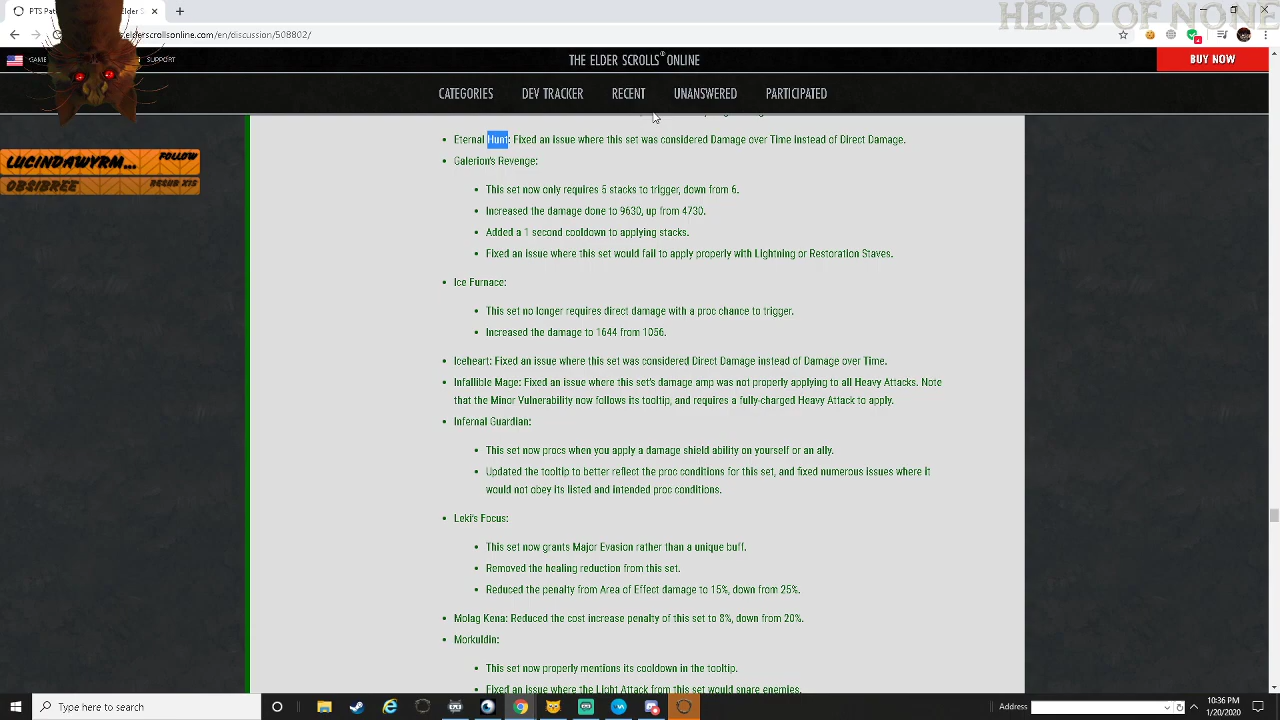 HERO OF NONE
PTS Pat
Elder S
derscrollsonline.com/en/discussion/508802/
GAME
SUPPORT
THE ELDER SCROLLS® ONLINE
BUY NOW
CATEGORIES DEV TRACKER RECENT UNANSWERED PARTICIPATED
LUCINDAWYRM... FOLLOW
OBSIBREE RESUB X15
• Eternal Hunt: Fixed an issue where this set was considered Damage over Time instead of Direct Damage.
• Galerion's Revenge:
• This set now only requires 5 stacks to trigger, down from 6.
• Increased the damage done to 9630, up from 4730.
• Added a 1 second cooldown to applying stacks.
• Fixed an issue where this set would fail to apply properly with Lightning or Restoration Staves.
• Ice Furnace:
• This set no longer requires direct damage with a proc chance to trigger.
• Increased the damage to 1644 from 1056.
• Iceheart: Fixed an issue where this set was considered Direct Damage instead of Damage over Time.
• Infallible Mage: Fixed an issue where this set's damage amp was not properly applying to all Heavy Attacks. Note
that the Minor Vulnerability now follows its tooltip, and requires a fully-charged Heavy Attack to apply.
• Infernal Guardian:
• This set now procs when you apply a damage shield ability on yourself or an ally.
• Updated the tooltip to better reflect the proc conditions for this set, and fixed numerous issues where it
would not obey its listed and intended proc conditions.
• Leki's Focus:
• This set now grants Major Evasion rather than a unique buff.
• Removed the healing reduction from this set.
• Reduced the penalty from Area of Effect damage to 15%, down from 25%.
• Molag Kena: Reduced the cost increase penalty of this set to 8%, down from 20%.
• Morkuldin:
• This set now properly mentions its cooldown in the tooltip.
• Fixed an issue where the Light Attack from this set would snare enemies.
Type here to search
Address
10:36 PM
1/20/2020